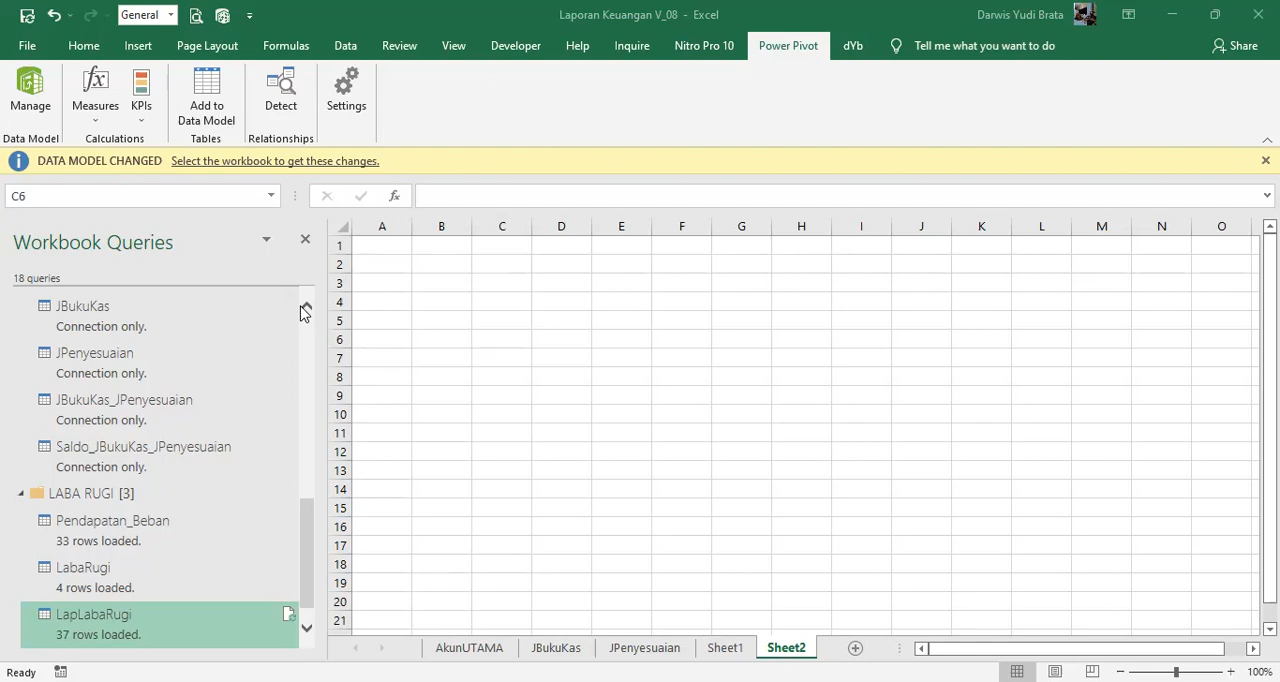 General
Laporan Keuangan V_08 - Excel
Darwis Yudi Brata
File Home Insert Page Layout Formulas Data Review View Developer Help Inquire Nitro Pro 10 Power Pivot dYb Tell me what you want to do Share
Manage Measures KPIs Add to Data Model Detect Settings
Data Model Calculations Tables Relationships
DATA MODEL CHANGED Select the workbook to get these changes.
C6 fx
Workbook Queries
18 queries
JBukuKas
Connection only.
JPenyesuaian
Connection only.
JBukuKas_JPenyesuaian
Connection only.
Saldo_JBukuKas_JPenyesuaian
Connection only.
LABA RUGI [3]
Pendapatan_Beban
33 rows loaded.
LabaRugi
4 rows loaded.
LapLabaRugi
37 rows loaded.
A B C D E F G H I J K L M N O
1
2
3
4
5
6
7
8
9
10
11
12
13
14
15
16
17
18
19
20
21
AkunUTAMA JBukuKas JPenyesuaian Sheet1 Sheet2
Ready 100%